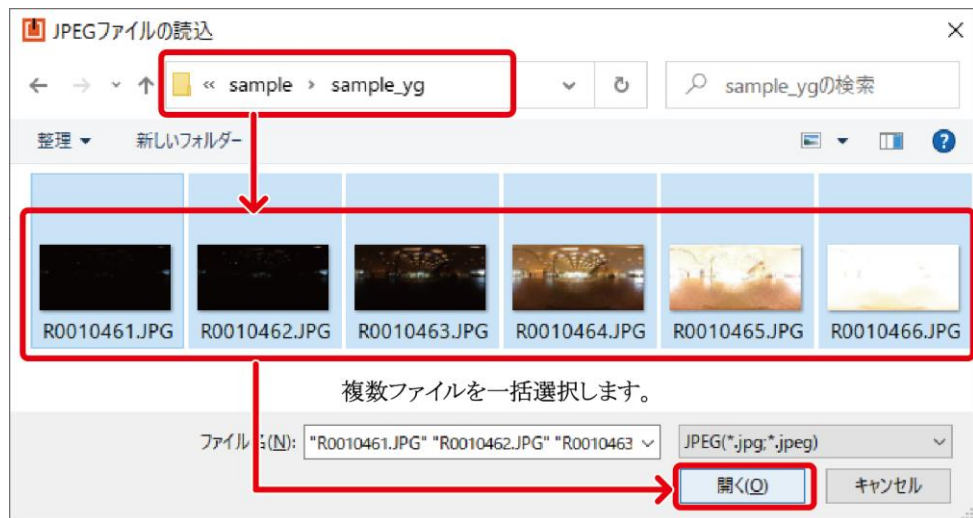 JPEGファイルの読込
« sample › sample_yg
sample_ygの検索
整理
新しいフォルダー
R0010461.JPG R0010462.JPG R0010463.JPG R0010464.JPG R0010465.JPG R0010466.JPG
複数ファイルを一括選択します。
ファイル名(N): "R0010461.JPG" "R0010462.JPG" "R0010463 JPEG(*.jpg;*.jpeg)
開く(O) キャンセル